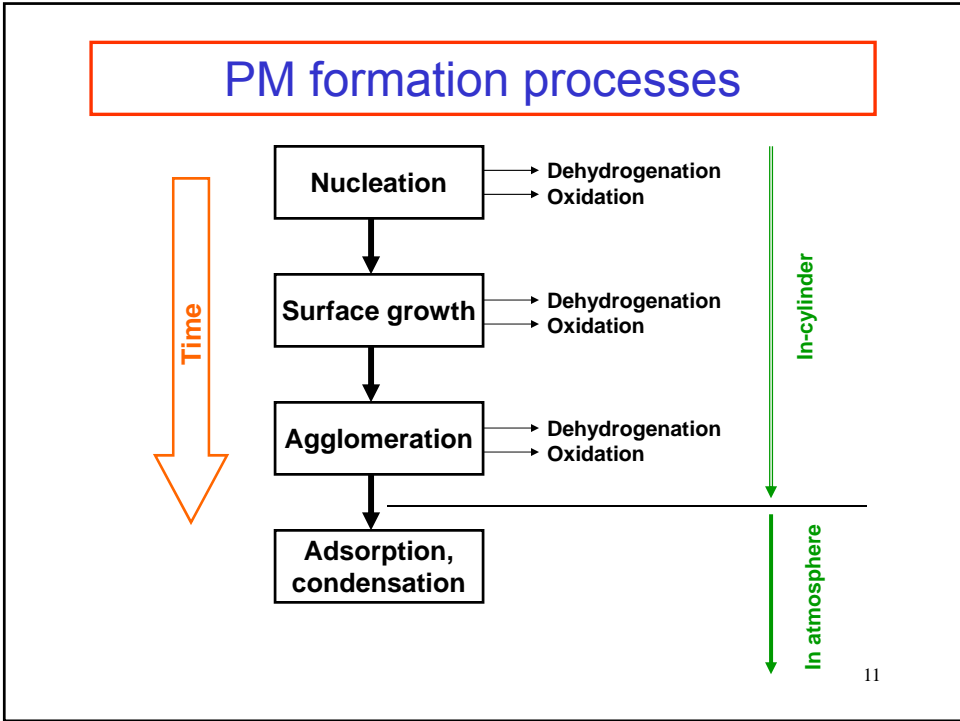 PM formation processes
Nucleation
Dehydrogenation
Oxidation
Surface growth
Dehydrogenation
Oxidation
Agglomeration
Dehydrogenation
Oxidation
Adsorption,
condensation
Time
In-cylinder
In atmosphere
11